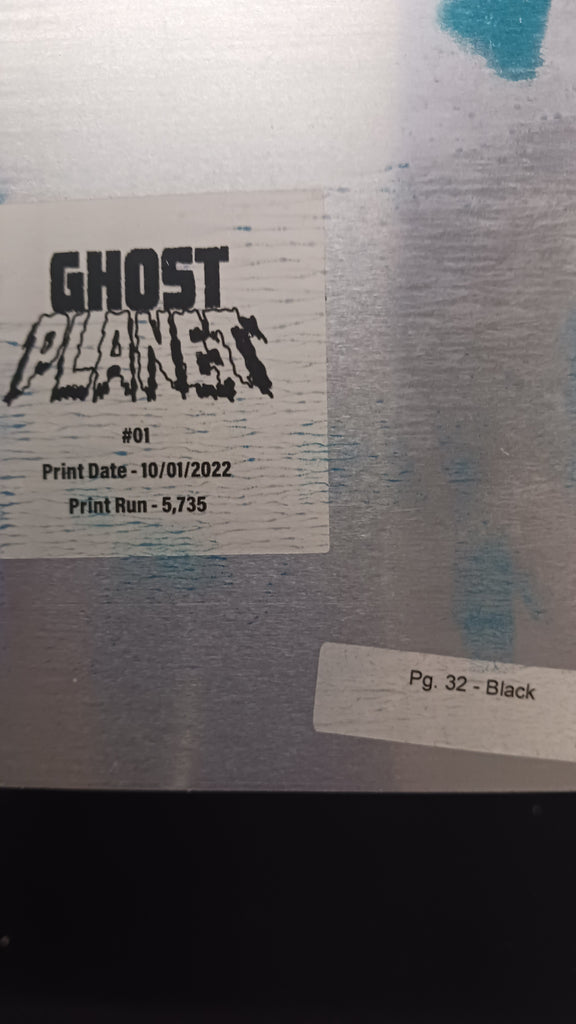 GHOST
PLANET
#01
Print Date - 10/01/2022
Print Run - 5,735
Pg. 32 - Black